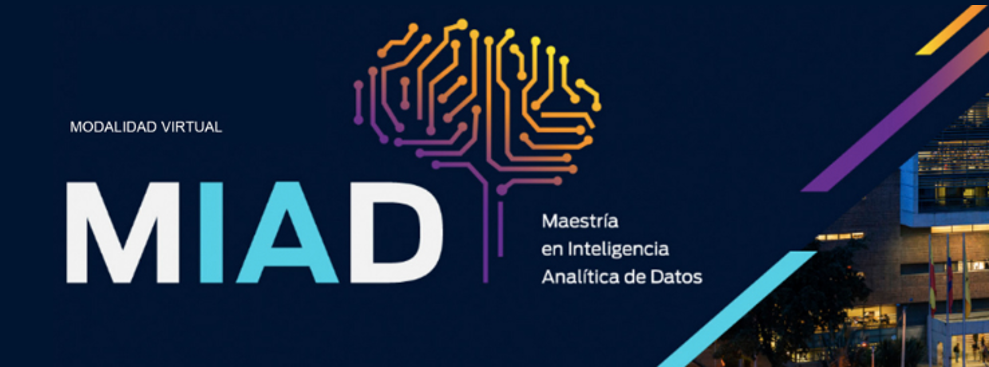 MODALIDAD VIRTUAL
MIAD
Maestría
en Inteligencia
Analítica de Datos